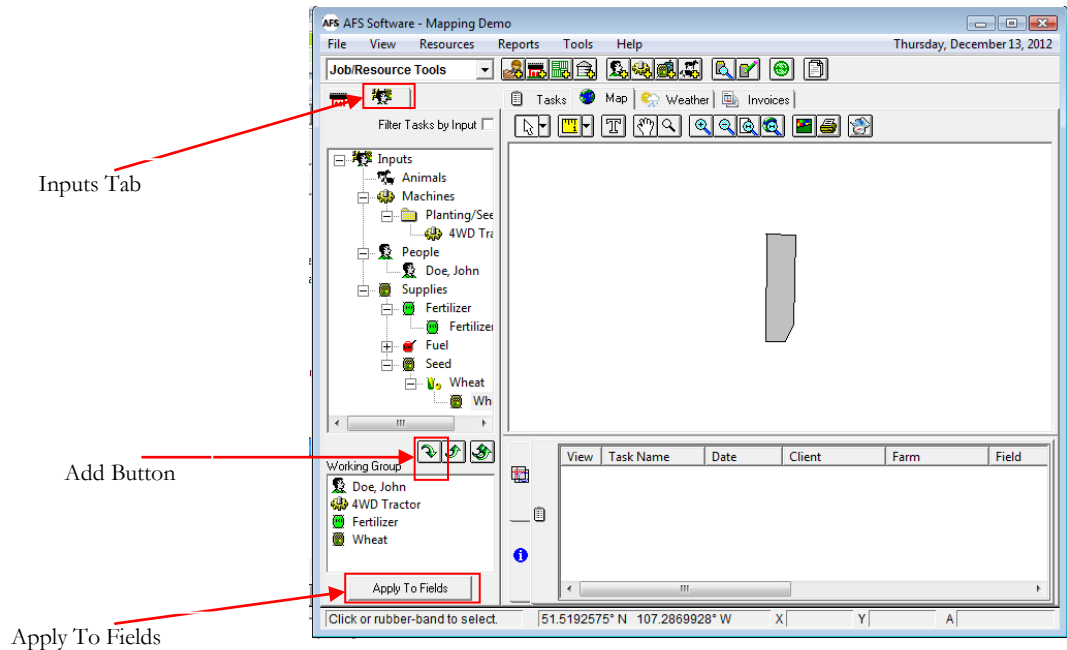 AFS AFS Software - Mapping Demo
File View Resources Reports Tools Help Thursday, December 13, 2012
Job/Resource Tools
Tasks Map Weather Invoices
Filter Tasks by Input
Inputs
Animals
Machines
Planting/See
4WD Tra
People
Doe, John
Supplies
Fertilizer
Fertilizer
Fuel
Seed
Wheat
Wh
Working Group
Doe, John
4WD Tractor
Fertilizer
Wheat
Apply To Fields
View Task Name Date Client Farm Field
Click or rubber-band to select. 51.5192575° N 107.2869928° W X Y A
Inputs Tab
Add Button
Apply To Fields